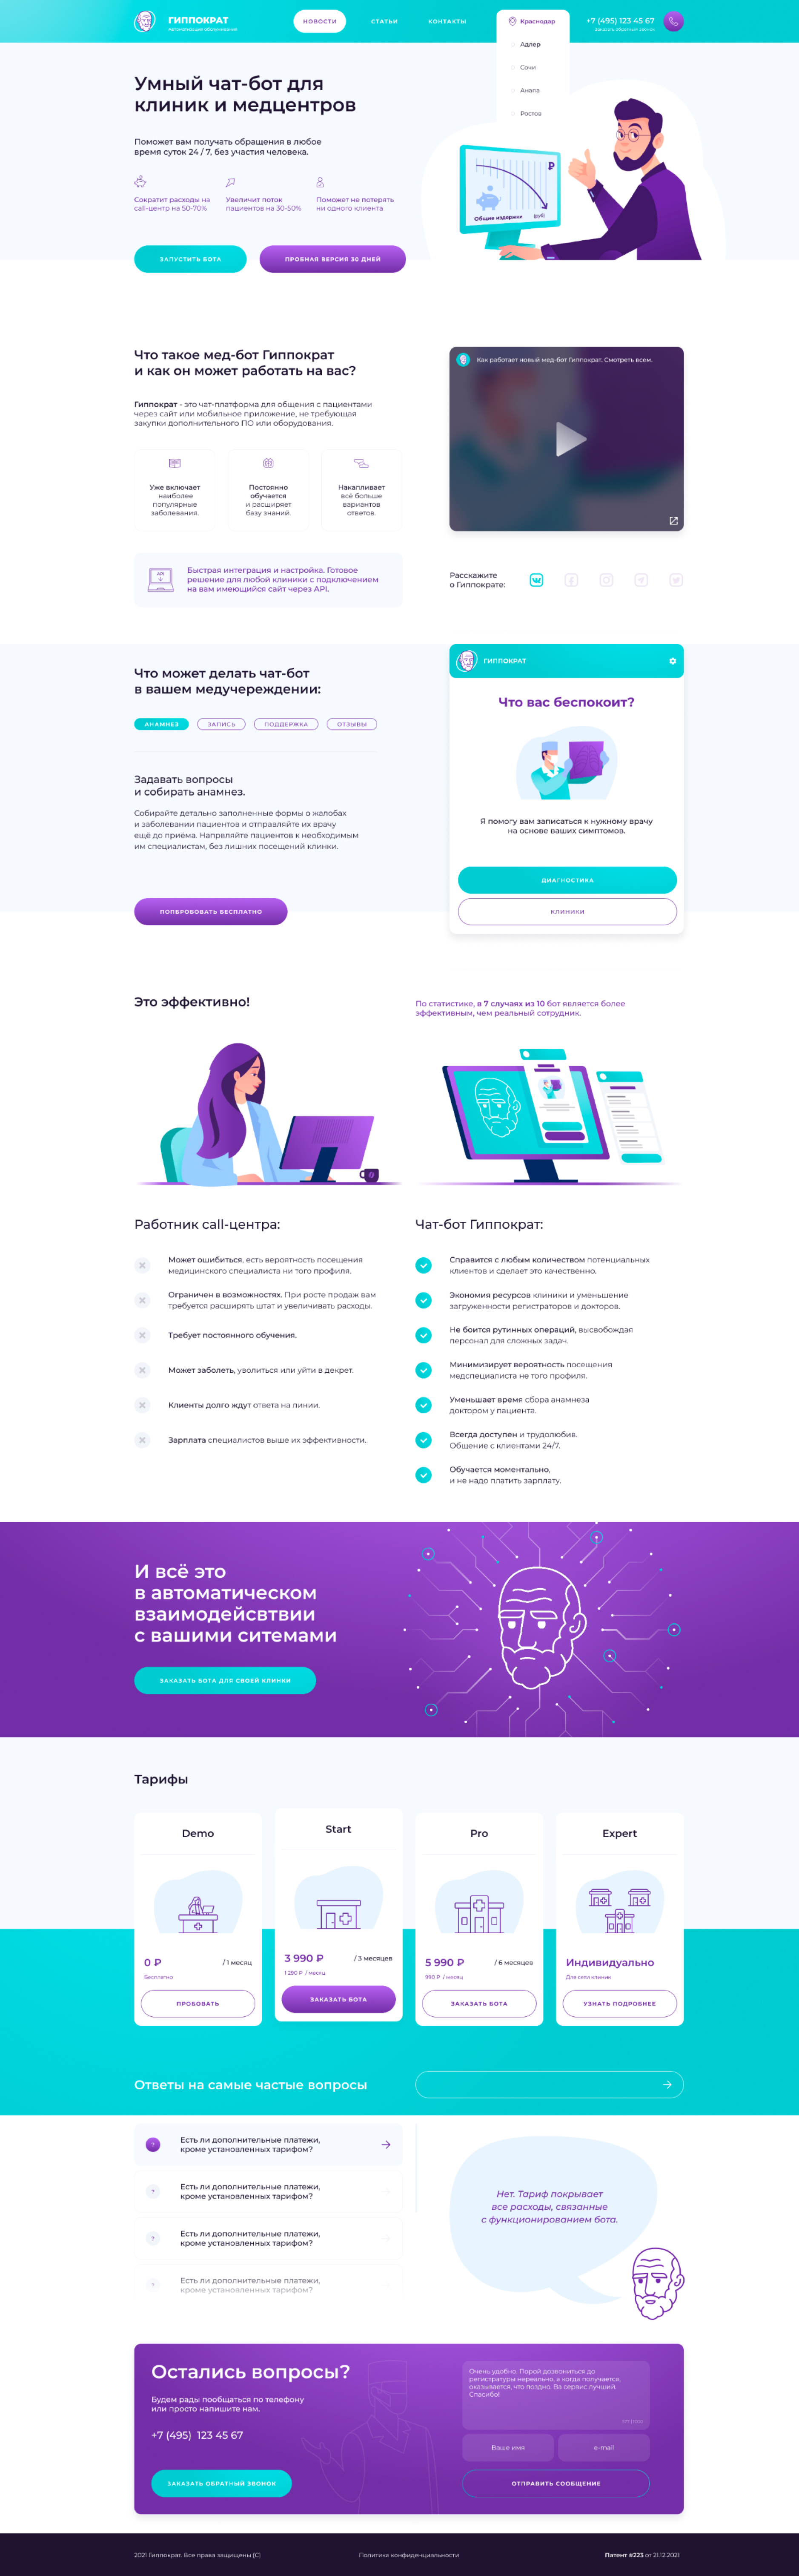 ГИППОКРАТ
Автоматизация обслуживания
НОВОСТИ
СТАТЬИ
КОНТАКТЫ
Краснодар
Адлер
Сочи
Анапа
Ростов
+7 (495) 123 45 67
Заказать обратный звонок
Умный чат-бот для
клиник и медцентров
Поможет вам получать обращения в любое
время суток 24 / 7, без участия человека.
Сократит расходы на
call-центр на 50-70%
Увеличит поток
пациентов на 30-50%
Поможет не потерять
ни одного клиента
ЗАПУСТИТЬ БОТА
ПРОБНАЯ ВЕРСИЯ 30 ДНЕЙ
₽
Общие издержки
(руб)
Что такое мед-бот Гиппократ
и как он может работать на вас?
Гиппократ - это чат-платформа для общения с пациентами
через сайт или мобильное приложение, не требующая
закупки дополнительного ПО или оборудования.
Уже включает
наиболее
популярные
заболевания.
Постоянно
обучается
и расширяет
базу знаний.
Накапливает
всё больше
вариантов
ответов.
API
Быстрая интеграция и настройка. Готовое
решение для любой клиники с подключением
на вам имеющийся сайт через API.
Как работает новый мед-бот Гиппократ. Смотреть всем.
Расскажите
о Гиппократе:
Что может делать чат-бот
в вашем медучереждении:
АНАМНЕЗ
ЗАПИСЬ
ПОДДЕРЖКА
ОТЗЫВЫ
Задавать вопросы
и собирать анамнез.
Собирайте детально заполненные формы о жалобах
и заболевании пациентов и отправляйте их врачу
ещё до приёма. Напрвляйте пациентов к необходимым
им специалистам, без лишних посещений клинки.
ПОПБРОБОВАТЬ БЕСПЛАТНО
ГИППОКРАТ
Что вас беспокоит?
Я помогу вам записаться к нужному врачу
на основе ваших симптомов.
ДИАГНОСТИКА
КЛИНИКИ
Это эффективно!
По статистике, в 7 случаях из 10 бот является более
эффективным, чем реальный сотрудник.
Работник call-центра:
Может ошибиться, есть вероятность посещения
медицинского специалиста ни того профиля.
Ограничен в возможностях. При росте продаж вам
требуется расширять штат и увеличивать расходы.
Требует постоянного обучения.
Может заболеть, уволиться или уйти в декрет.
Клиенты долго ждут ответа на линии.
Зарплата специалистов выше их эффективности.
Чат-бот Гиппократ:
Справится с любым количеством потенциальных
клиентов и сделает это качественно.
Экономия ресурсов клиники и уменьшение
загруженности регистраторов и докторов.
Не боится рутинных операций, высвобождая
персонал для сложных задач.
Минимизирует вероятность посещения
медспециалиста не того профиля.
Уменьшает время сбора анамнеза
доктором у пациента.
Всегда доступен и трудолюбив.
Общение с клиентами 24/7.
Обучается моментально,
и не надо платить зарплату.
И всё это
в автоматическом
взаимодейсвтвии
с вашими ситемами
ЗАКАЗАТЬ БОТА ДЛЯ СВОЕЙ КЛИНКИ
Тарифы
Demo
0 ₽
/ 1 месяц
Бесплатно
ПРОБОВАТЬ
Start
3 990 ₽
/ 3 месяцев
1 290 ₽ / месяц
ЗАКАЗАТЬ БОТА
Pro
5 990 ₽
/ 6 месяцев
990 ₽ / месяц
ЗАКАЗАТЬ БОТА
Expert
Индивидуально
Для сети клиник
УЗНАТЬ ПОДРОБНЕЕ
Ответы на самые частые вопросы
?
Есть ли дополнительные платежи,
кроме установленных тарифом?
?
Есть ли дополнительные платежи,
кроме установленных тарифом?
?
Есть ли дополнительные платежи,
кроме установленных тарифом?
?
Есть ли дополнительные платежи,
кроме установленных тарифом?
Нет. Тариф покрывает
все расходы, связанные
с функционированием бота.
Остались вопросы?
Будем рады пообщаться по телефону
или просто напишите нам.
+7 (495) 123 45 67
ЗАКАЗАТЬ ОБРАТНЫЙ ЗВОНОК
Очень удобно. Порой дозвониться до
регистратуры нереально, а когда получается,
оказывается, что поздно. Ва сервис лучший.
Спасибо!
Ваше имя
e-mail
ОТПРАВИТЬ СООБЩЕНИЕ
2021 Гиппократ. Все права защищены (C)
Политика конфиденциальности
Патент #223 от 21.12.2021